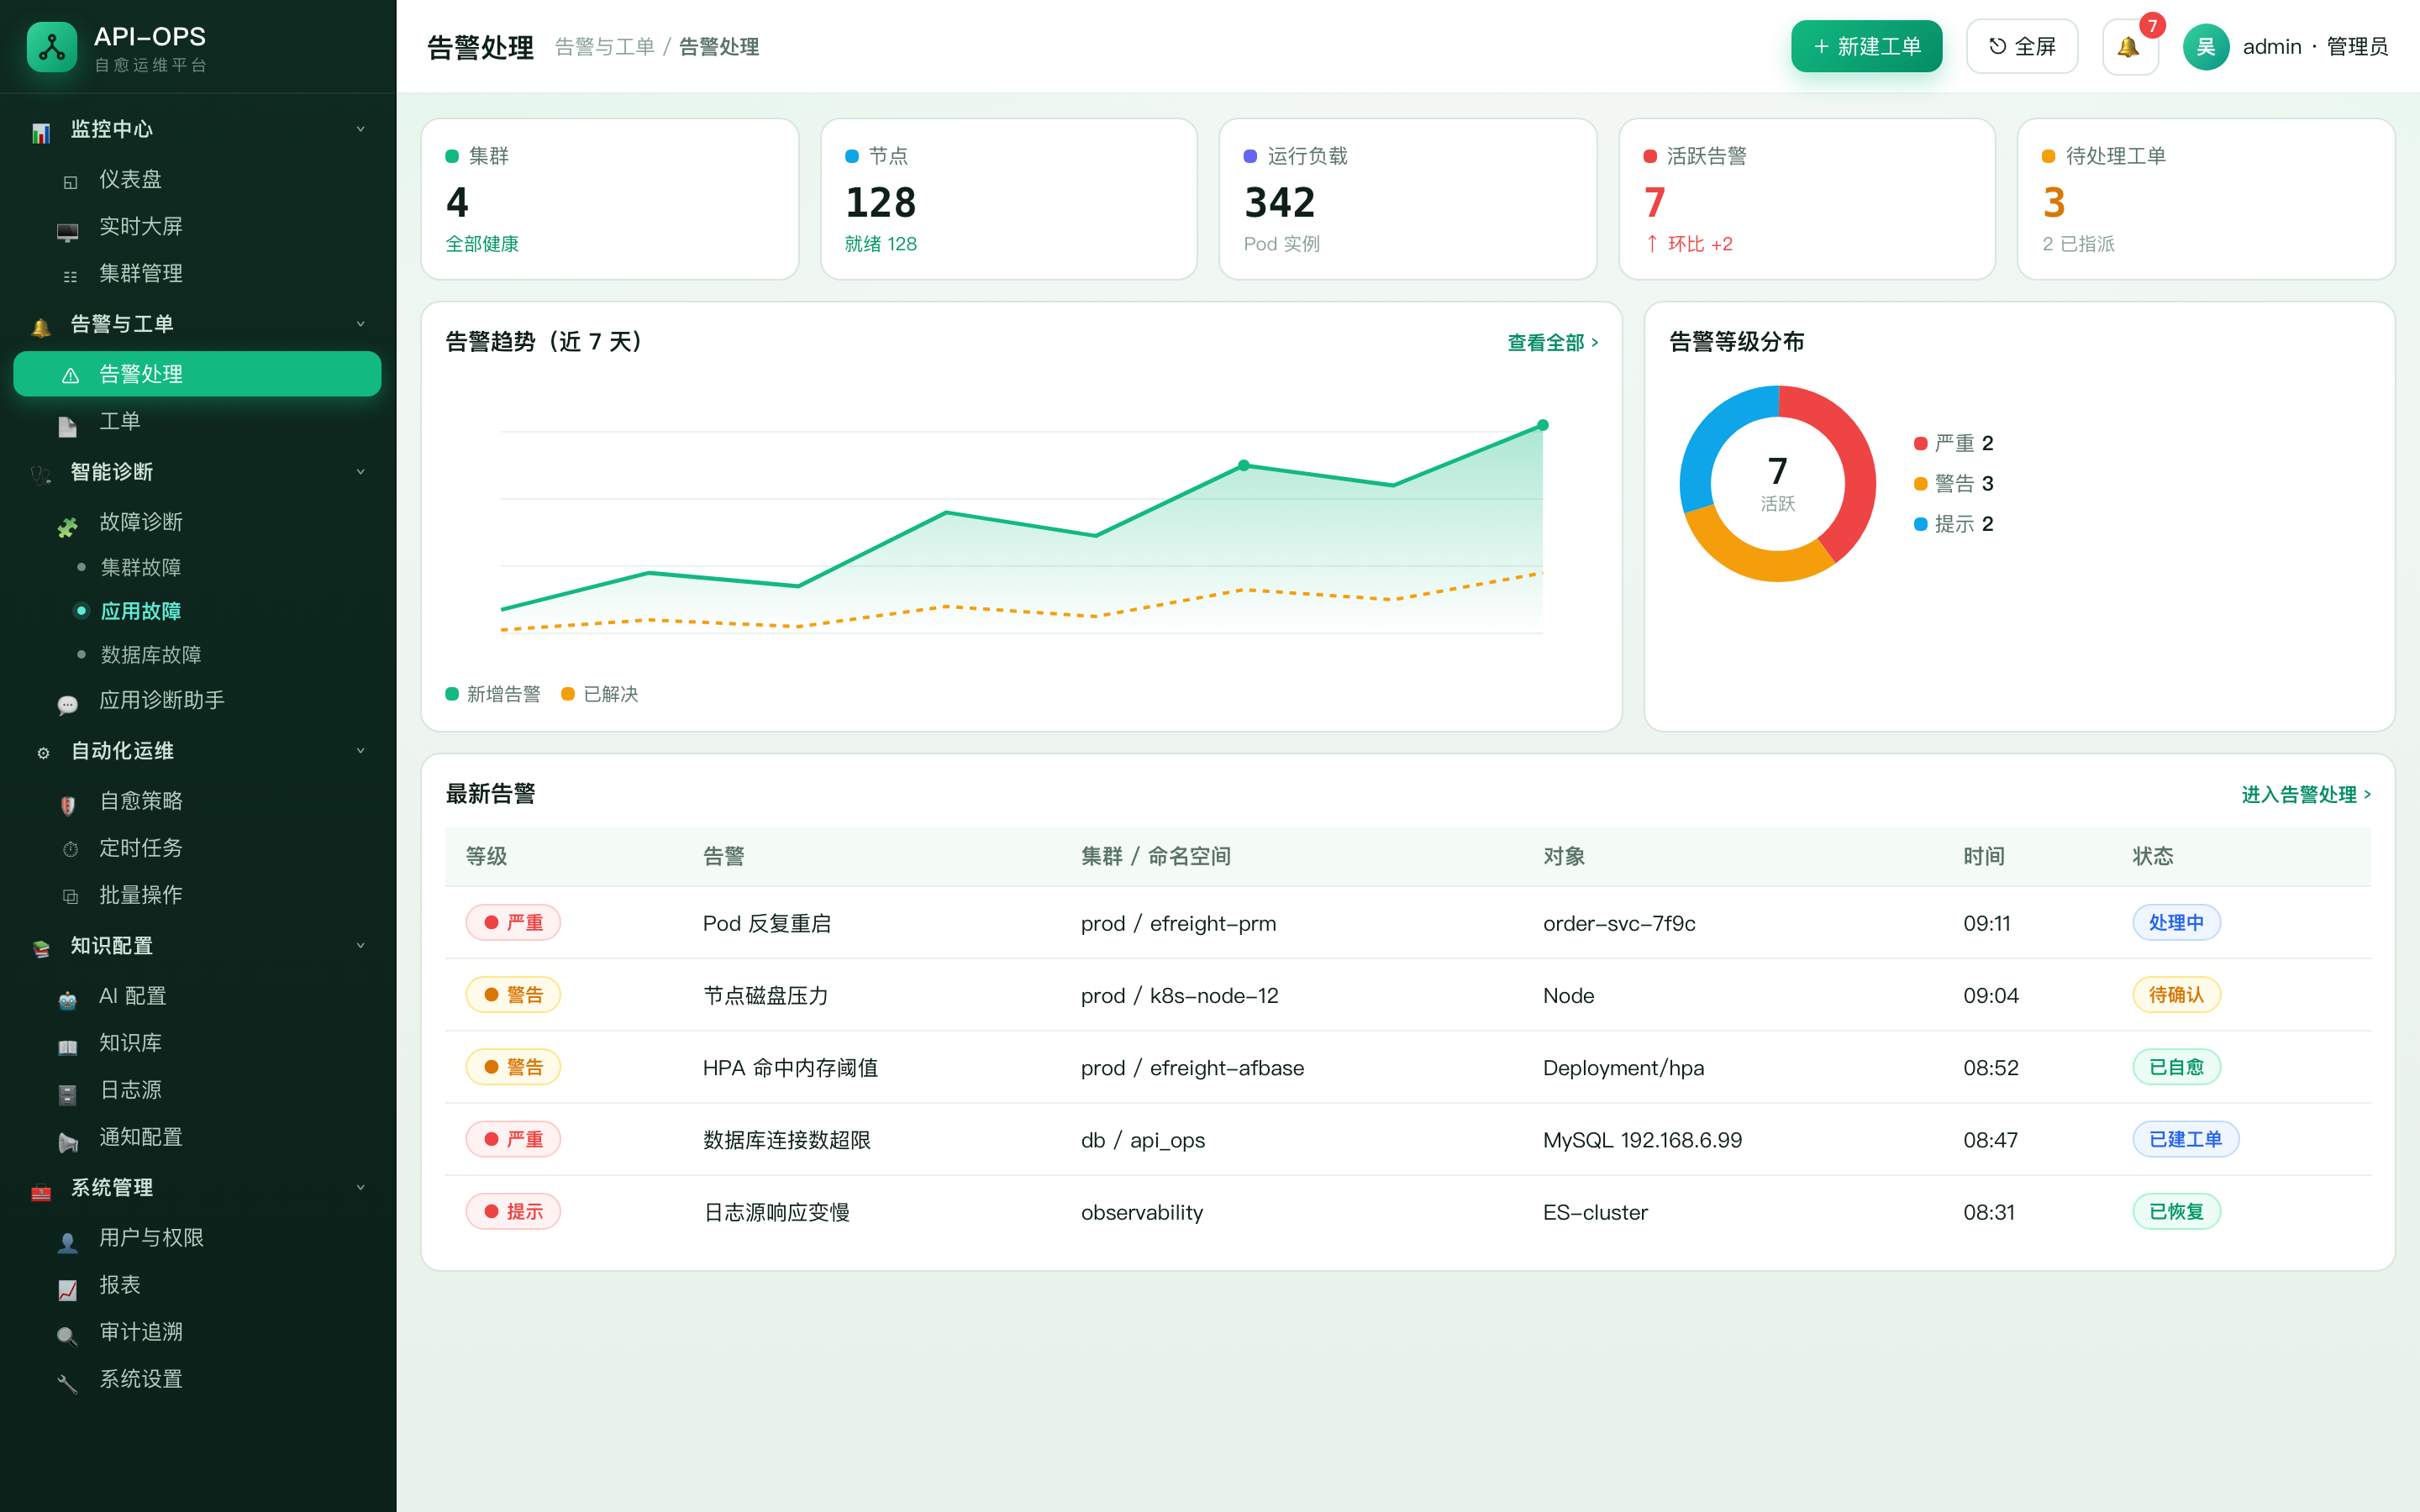 API-OPS
自愈运维平台
监控中心
仪表盘
实时大屏
集群管理
告警与工单
告警处理
工单
智能诊断
故障诊断
集群故障
应用故障
数据库故障
应用诊断助手
自动化运维
自愈策略
定时任务
批量操作
知识配置
AI 配置
知识库
日志源
通知配置
系统管理
用户与权限
报表
审计追溯
系统设置
告警处理 告警与工单 / 告警处理
+ 新建工单 全屏 7 吴 admin · 管理员
集群
4
全部健康
节点
128
就绪 128
运行负载
342
Pod 实例
活跃告警
7
↑ 环比 +2
待处理工单
3
2 已指派
告警趋势（近 7 天） 查看全部 ›
新增告警 已解决
告警等级分布
7
活跃
严重 2
警告 3
提示 2
最新告警 进入告警处理 ›
等级 告警 集群 / 命名空间 对象 时间 状态
严重 Pod 反复重启 prod / efreight-prm order-svc-7f9c 09:11 处理中
警告 节点磁盘压力 prod / k8s-node-12 Node 09:04 待确认
警告 HPA 命中内存阈值 prod / efreight-afbase Deployment/hpa 08:52 已自愈
严重 数据库连接数超限 db / api_ops MySQL 192.168.6.99 08:47 已建工单
提示 日志源响应变慢 observability ES-cluster 08:31 已恢复